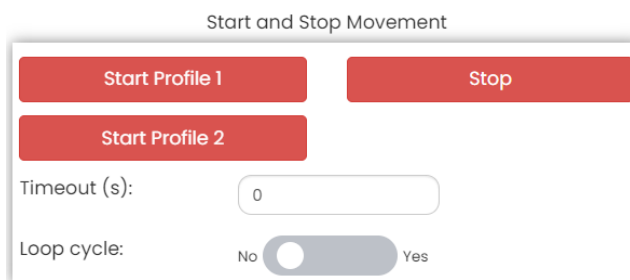 Start and Stop Movement
Start Profile 1 Stop
Start Profile 2
Timeout (s): 0
Loop cycle: No Yes